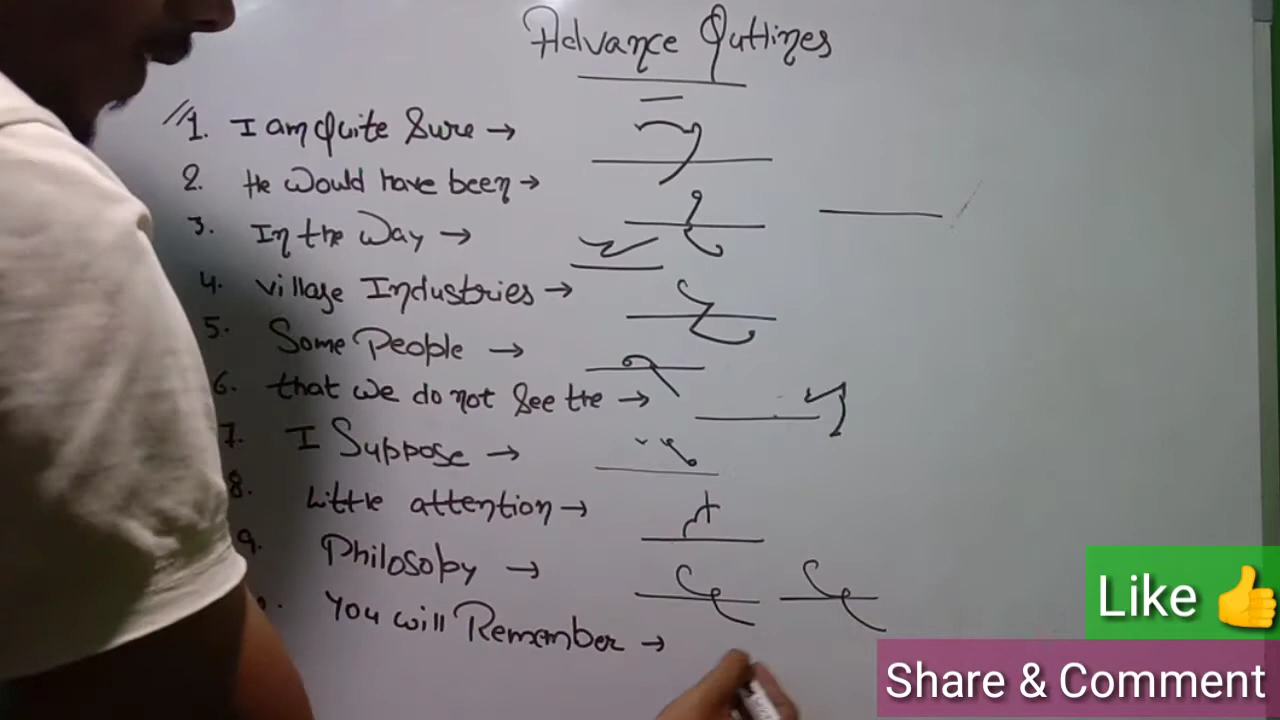 Advance Outlines
1. I am quite Sure →
2. He would have been →
3. In the way →
4. village Industries →
5. Some People →
6. that we do not see the →
7. I Suppose →
8. Little attention →
9. Philosopy →
You will Remember →
Like 👍
Share & Comment